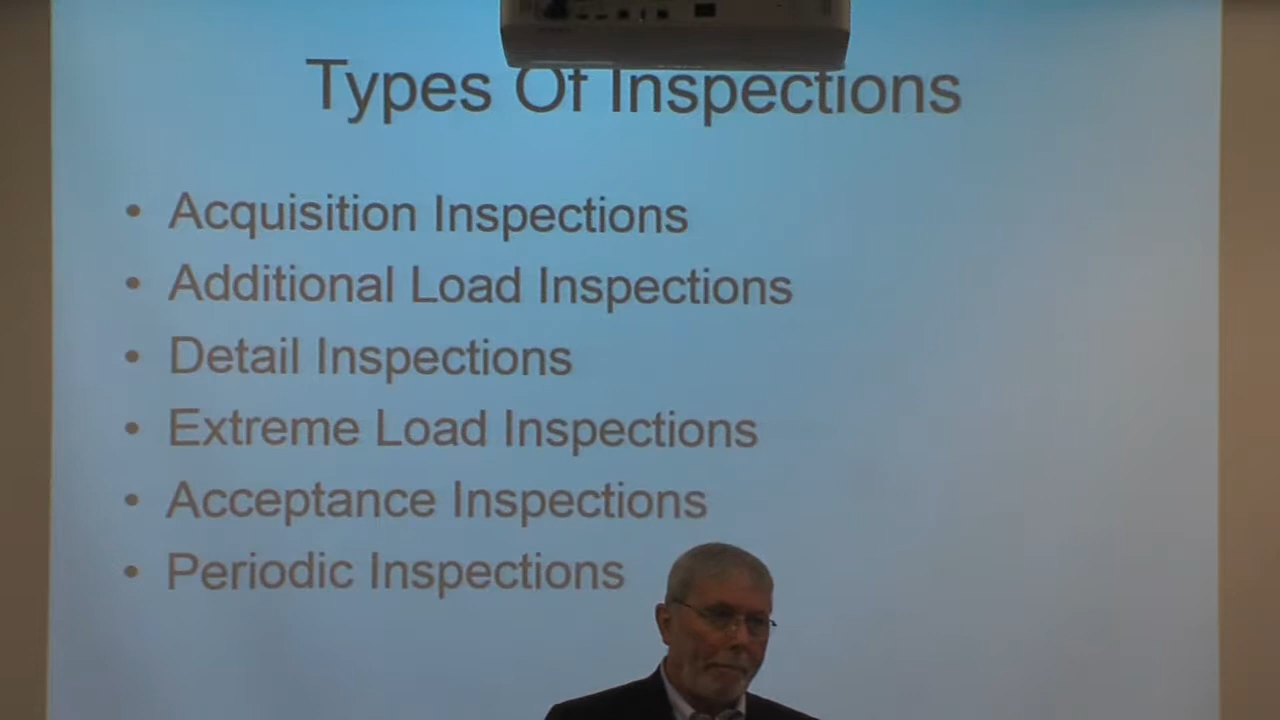 Types Of Inspections
• Acquisition Inspections
• Additional Load Inspections
• Detail Inspections
• Extreme Load Inspections
• Acceptance Inspections
• Periodic Inspections